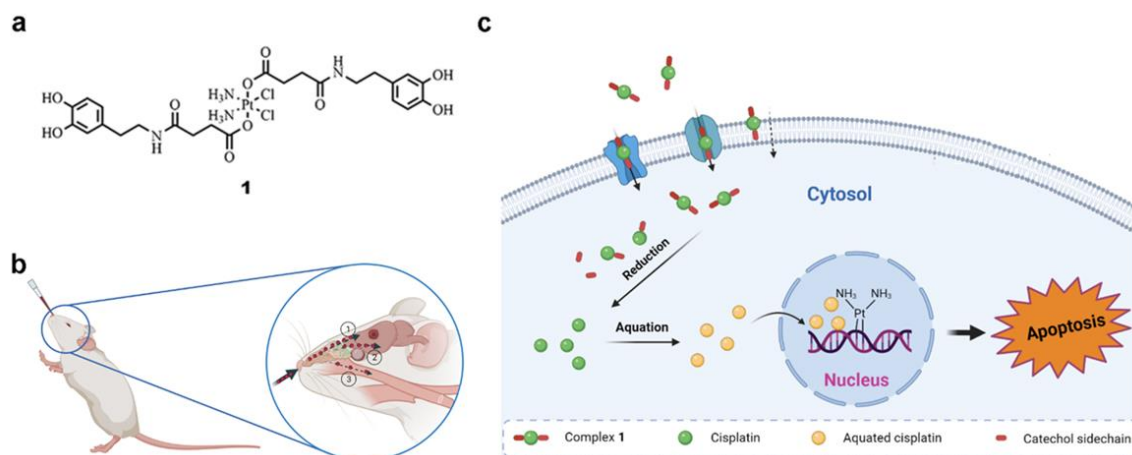 a
O
H
N
O
OH
OH
O
H₃N
Cl
Pt
H₃N
Cl
O
HO
HO
N
H
O
O
1
b
1
2
3
c
Cytosol
Reduction
Aquation
NH₃ NH₃
Pt
Nucleus
Apoptosis
Complex 1 Cisplatin Aquated cisplatin Catechol sidechain